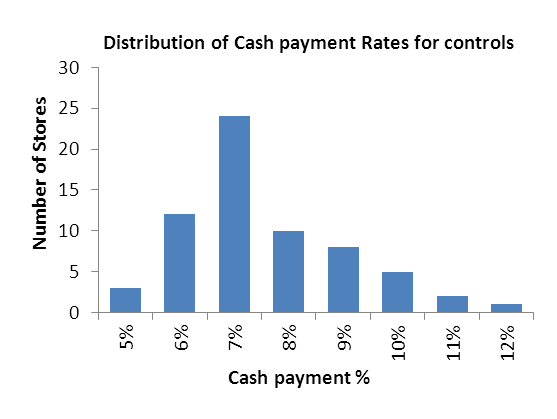 Distribution of Cash payment Rates for controls
30
25
20
15
10
5
0
Number of Stores
5% 6% 7% 8% 9% 10% 11% 12%
Cash payment %